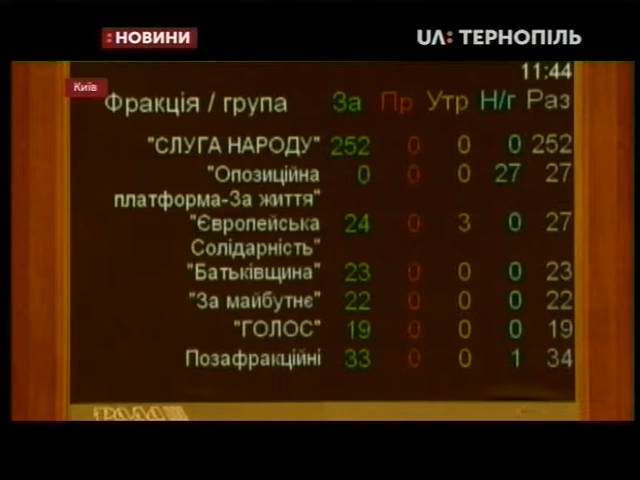 :НОВИНИ
UA: ТЕРНОПІЛЬ
11:44
Київ
Фракція / група За Пр Утр Н/г Раз
"СЛУГА НАРОДУ" 252 0 0 0 252
"Опозиційна 0 0 0 27 27
платформа-За життя"
"Європейська 24 0 3 0 27
Солідарність"
"Батьківщина" 23 0 0 0 23
"За майбутнє" 22 0 0 0 22
"ГОЛОС" 19 0 0 0 19
Позафракційні 33 0 0 1 34
РАДА